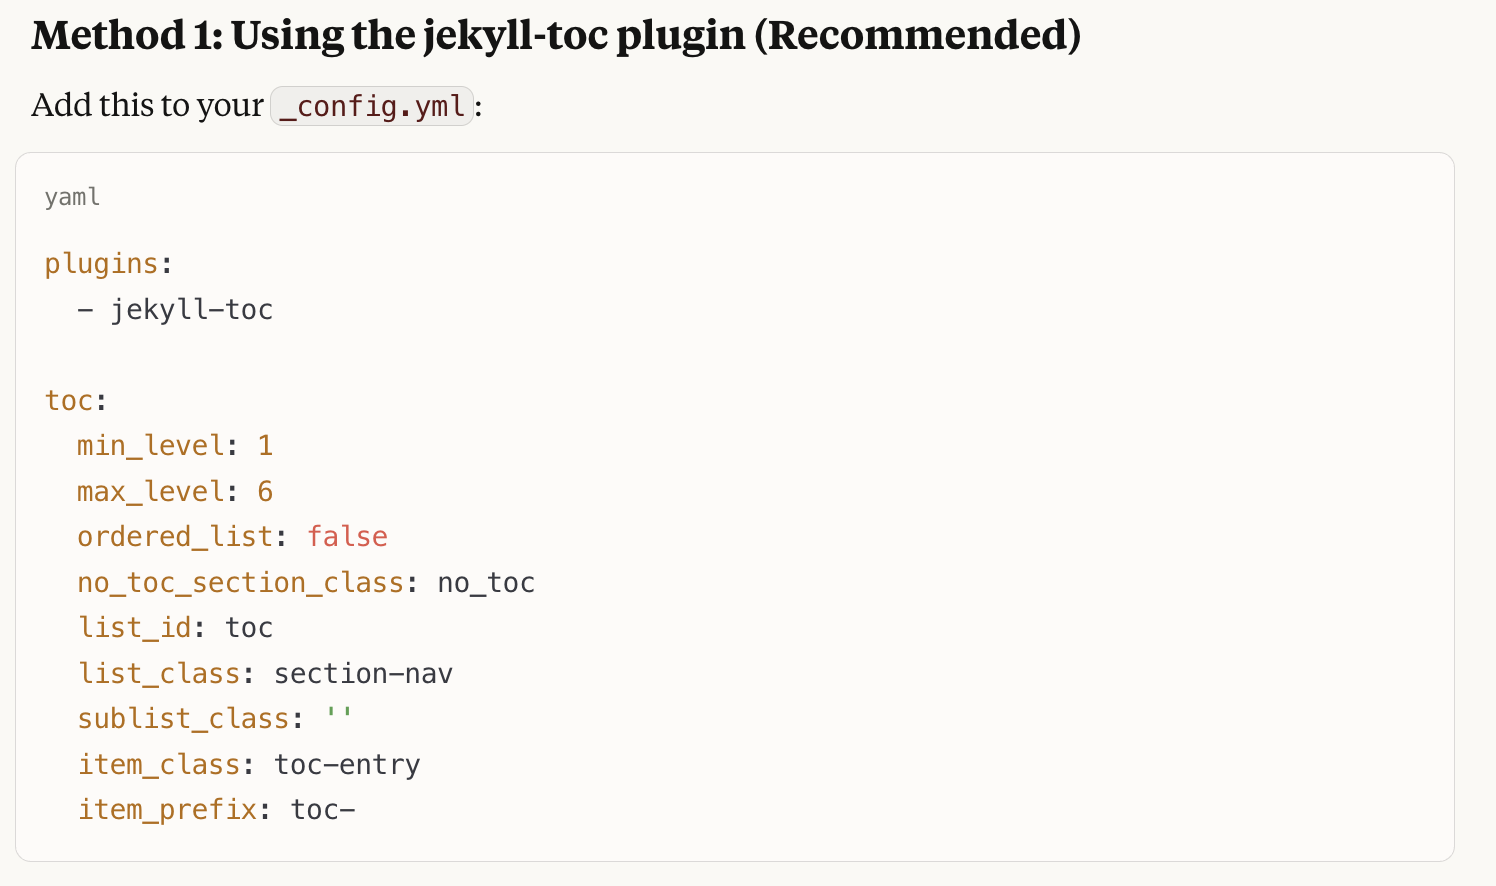 Method 1: Using the jekyll-toc plugin (Recommended)
Add this to your _config.yml:
yaml
plugins:
  - jekyll-toc

toc:
  min_level: 1
  max_level: 6
  ordered_list: false
  no_toc_section_class: no_toc
  list_id: toc
  list_class: section-nav
  sublist_class: ''
  item_class: toc-entry
  item_prefix: toc-